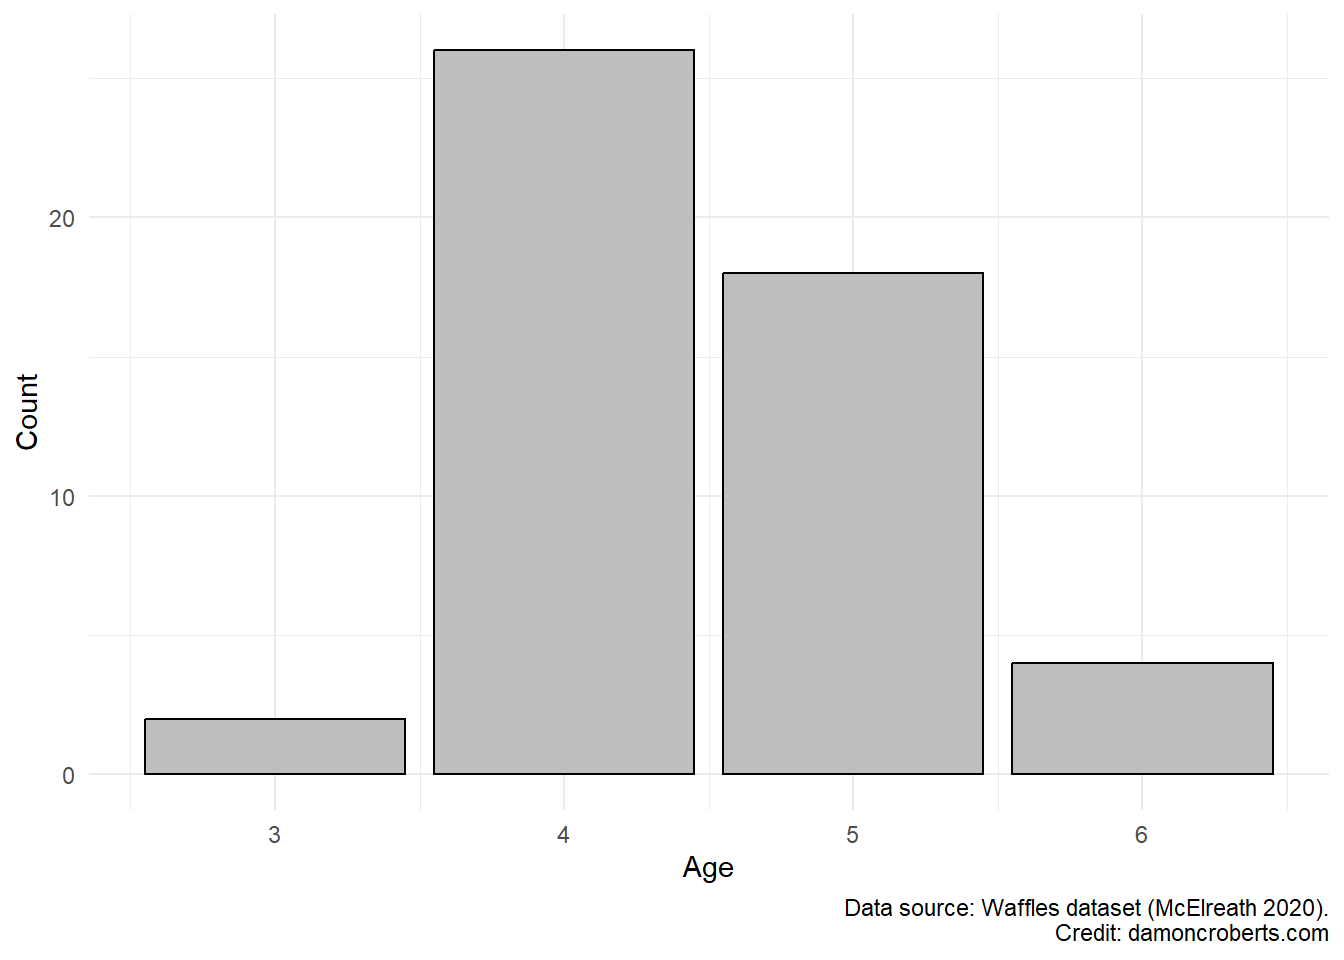 20
10
0
Count
3 4 5 6
Age
Data source: Waffles dataset (McElreath 2020).
Credit: damoncroberts.com